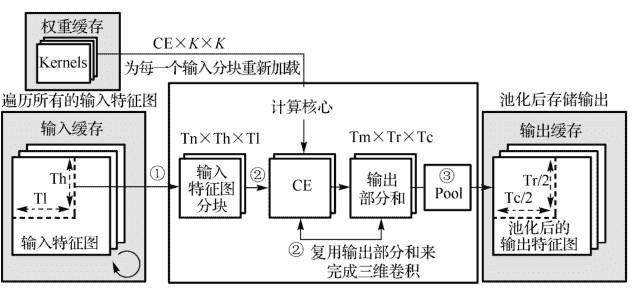 权重缓存
Kernels
CE×K×K
为每一个输入分块重新加载
遍历所有的输入特征图
输入缓存
Th
Tl
输入特征图
①
计算核心
Tn×Th×Tl
输入
特征图
分块
②
CE
Tm×Tr×Tc
输出
部分和
③
Pool
② 复用输出部分和来
完成三维卷积
池化后存储输出
输出缓存
Tr/2
Tc/2
池化后的
输出特征图